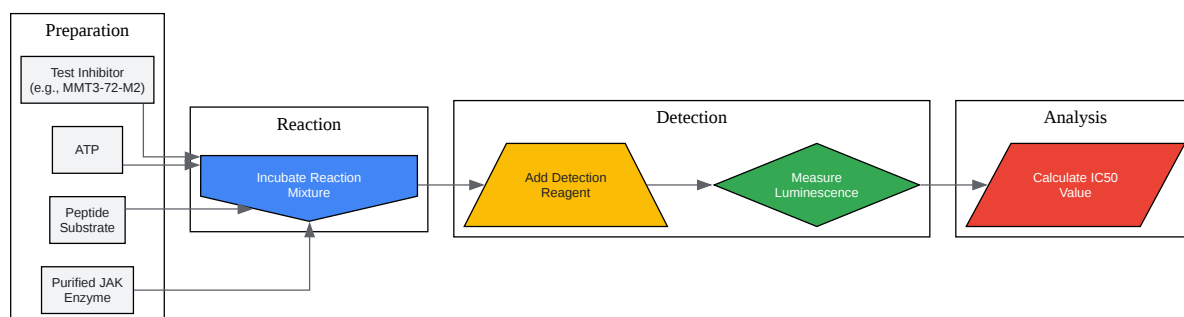 Preparation
Test Inhibitor
(e.g., MMT3-72-M2)
ATP
Peptide
Substrate
Purified JAK
Enzyme
Reaction
Incubate Reaction
Mixture
Detection
Add Detection
Reagent
Measure
Luminescence
Analysis
Calculate IC50
Value